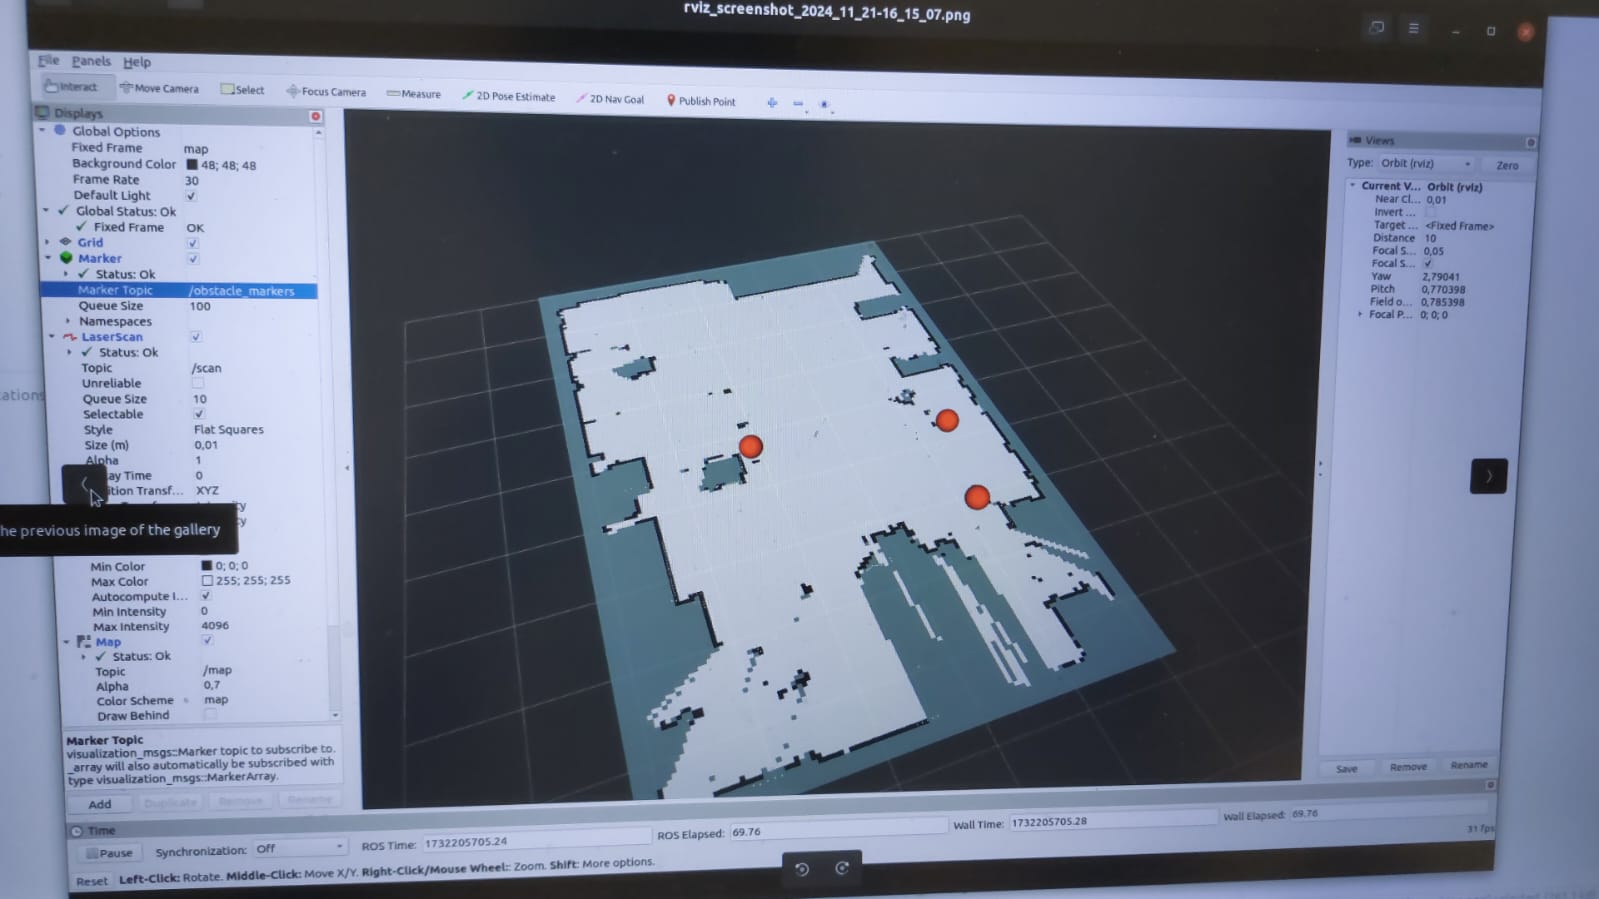 rviz_screenshot_2024_11_21-16_15_07.png
File Panels Help
Interact Move Camera Select Focus Camera Measure 2D Pose Estimate 2D Nav Goal Publish Point
Displays
Global Options
Fixed Frame map
Background Color 48; 48; 48
Frame Rate 30
Default Light
Global Status: Ok
Fixed Frame OK
Grid
Marker
Status: Ok
Marker Topic /obstacle_markers
Queue Size 100
Namespaces
LaserScan
Status: Ok
Topic /scan
Unreliable
Queue Size 10
Selectable
Style Flat Squares
Size (m) 0,01
Alpha 1
ay Time 0
ition Transf... XYZ
he previous image of the gallery
Min Color 0; 0; 0
Max Color 255; 255; 255
Autocompute I...
Min Intensity 0
Max Intensity 4096
Map
Status: Ok
Topic /map
Alpha 0,7
Color Scheme map
Draw Behind
Marker Topic
visualization_msgs::Marker topic to subscribe to.
_array will also automatically be subscribed with
type visualization_msgs::MarkerArray.
Add Duplicate Remove Rename
Views
Type: Orbit (rviz) Zero
Current V... Orbit (rviz)
Near Cl... 0,01
Invert ...
Target ... <Fixed Frame>
Distance 10
Focal S... 0,05
Focal S...
Yaw 2,79041
Pitch 0,770398
Field o... 0,785398
Focal P... 0; 0; 0
Save Remove Rename
Time
Pause Synchronization: Off ROS Time: 1732205705.24 ROS Elapsed: 69.76 Wall Time: 1732205705.28 Wall Elapsed: 69.76
Reset Left-Click: Rotate. Middle-Click: Move X/Y. Right-Click/Mouse Wheel:: Zoom. Shift: More options.
31 fps